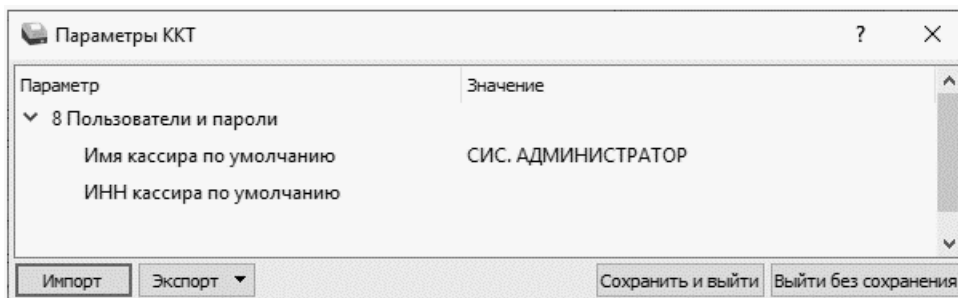 Параметры ККТ ?
Параметр Значение
8 Пользователи и пароли
Имя кассира по умолчанию СИС. АДМИНИСТРАТОР
ИНН кассира по умолчанию
Импорт Экспорт Сохранить и выйти Выйти без сохранения